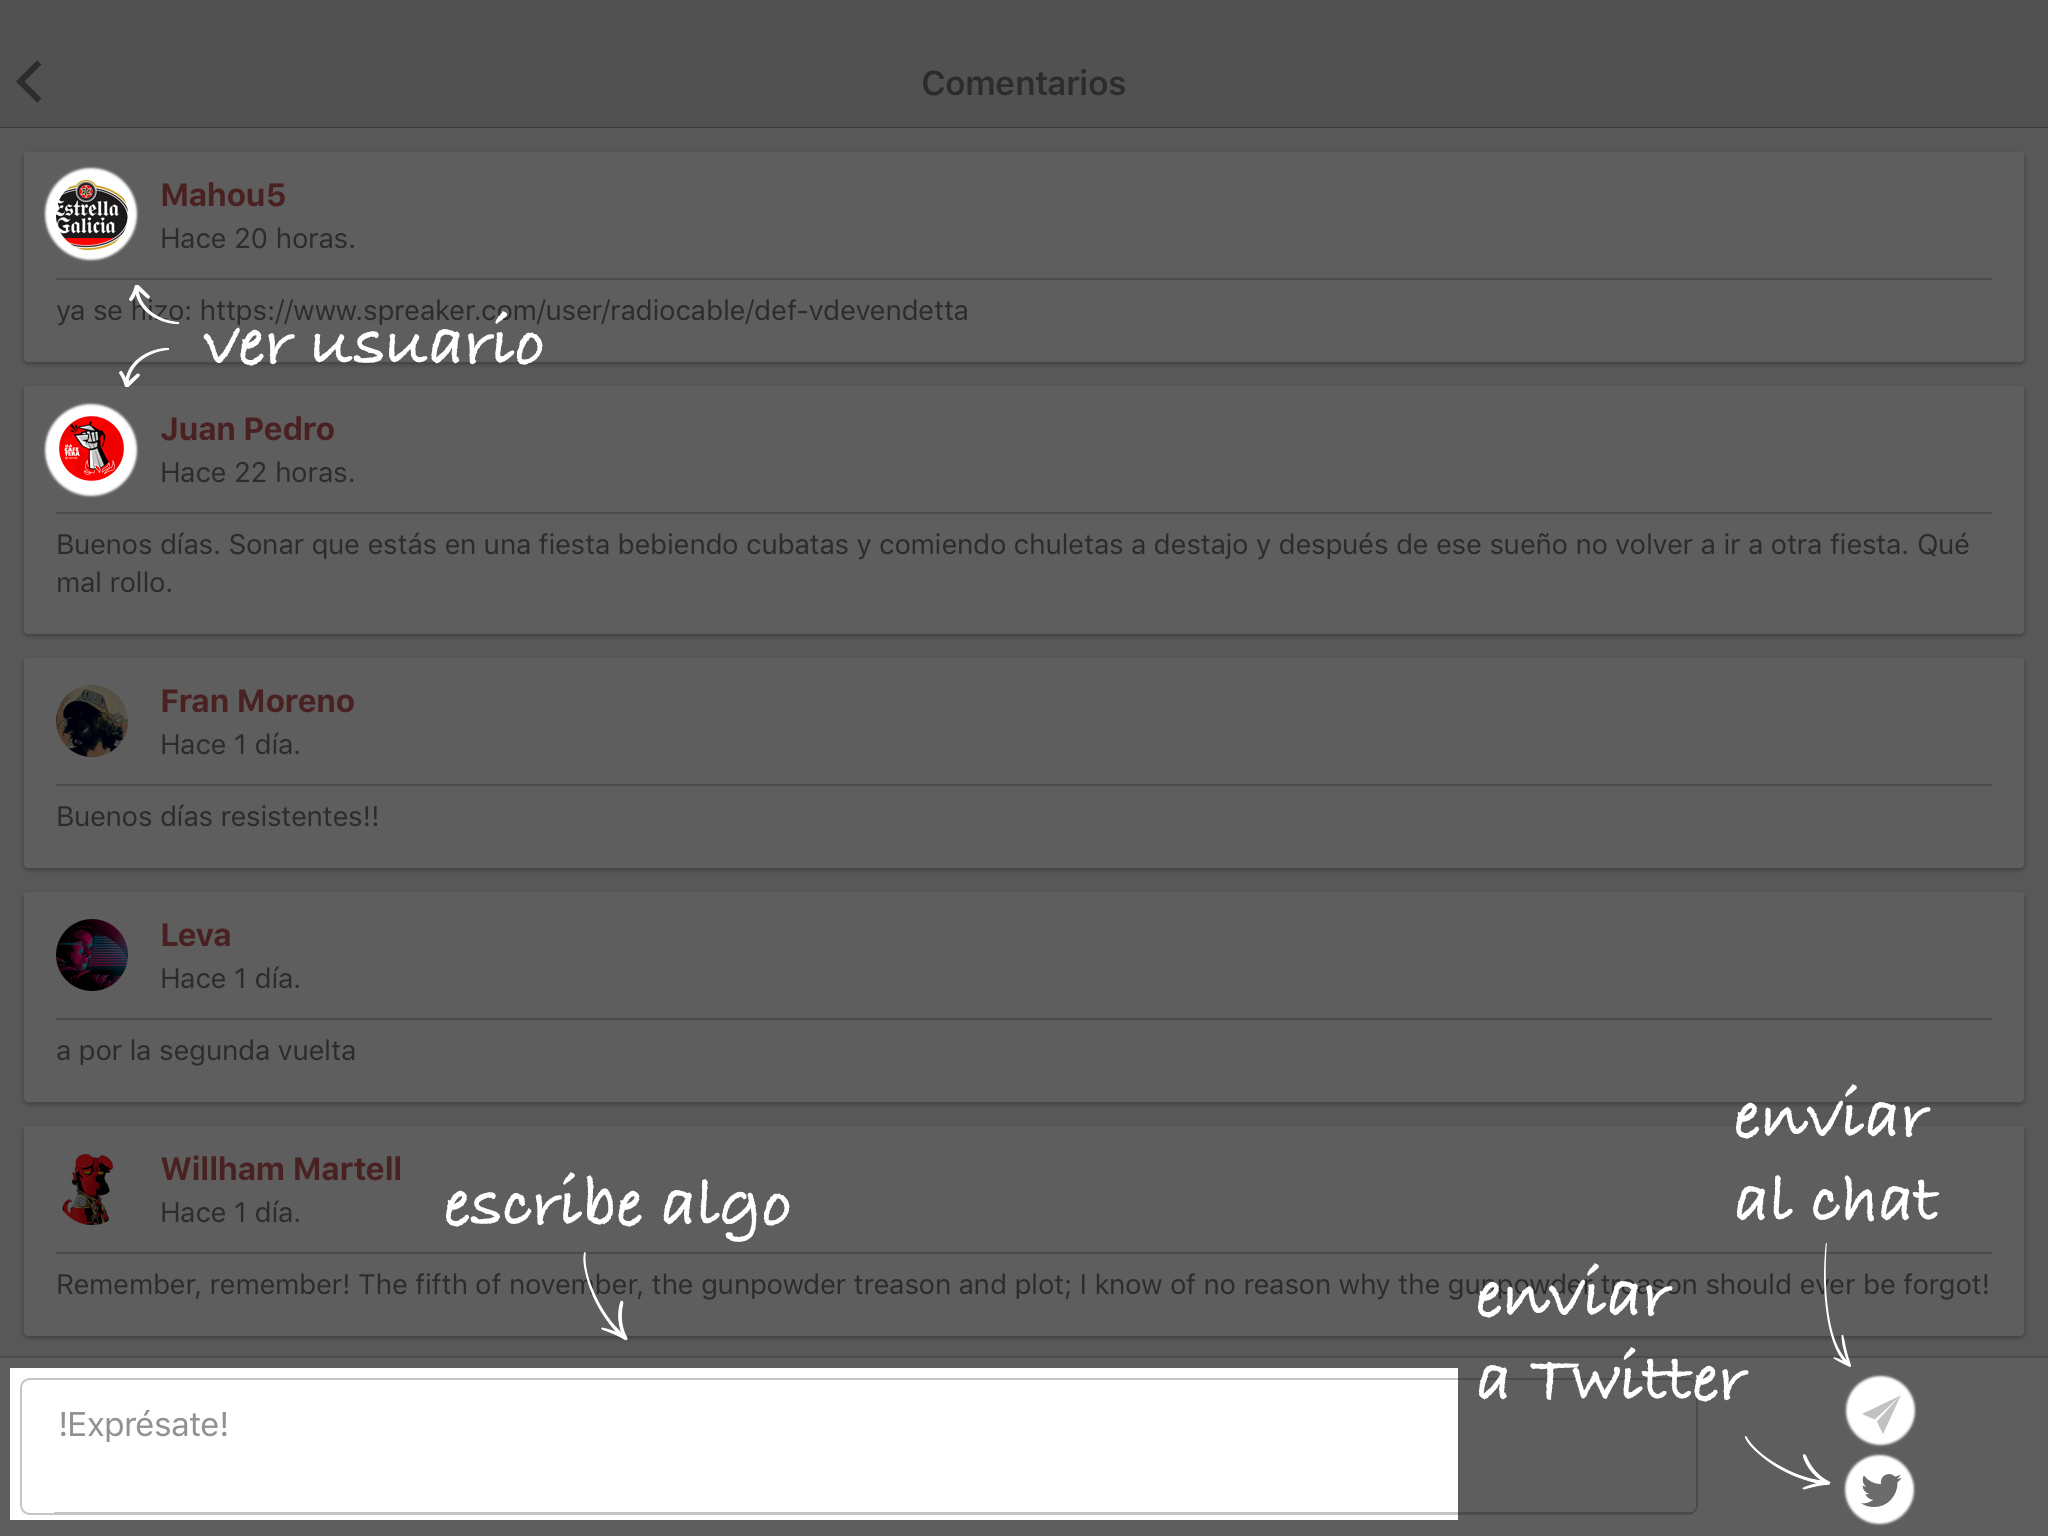 Comentarios
Estrella
Galicia
Mahou5
Hace 20 horas.
ya se hizo: https://www.spreaker.com/user/radiocable/def-vdevendetta
ver usuario
Juan Pedro
Hace 22 horas.
Buenos días. Sonar que estás en una fiesta bebiendo cubatas y comiendo chuletas a destajo y después de ese sueño no volver a ir a otra fiesta. Qué
mal rollo.
Fran Moreno
Hace 1 día.
Buenos días resistentes!!
Leva
Hace 1 día.
a por la segunda vuelta
Willham Martell
Hace 1 día.
Remember, remember! The fifth of november, the gunpowder treason and plot; I know of no reason why the gunpowder treason should ever be forgot!
escribe algo
enviar
al chat
enviar
a Twitter
!Exprésate!